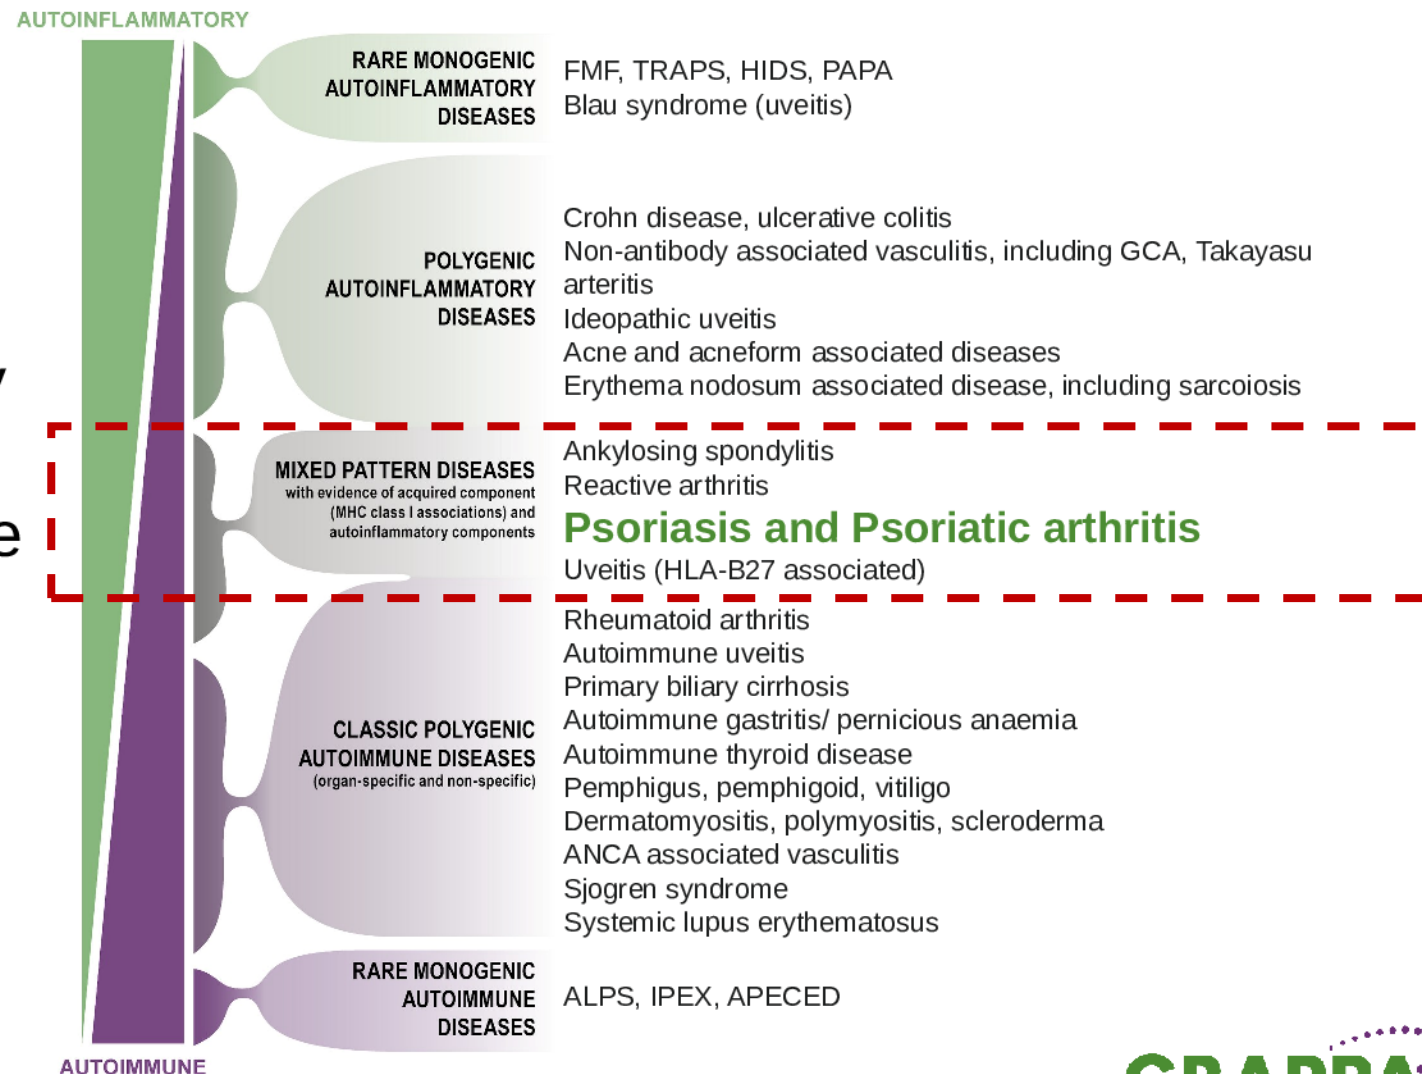 AUTOINFLAMMATORY
RARE MONOGENIC
AUTOINFLAMMATORY
DISEASES
FMF, TRAPS, HIDS, PAPA
Blau syndrome (uveitis)
POLYGENIC
AUTOINFLAMMATORY
DISEASES
Crohn disease, ulcerative colitis
Non-antibody associated vasculitis, including GCA, Takayasu
arteritis
Ideopathic uveitis
Acne and acneform associated diseases
Erythema nodosum associated disease, including sarcoiosis
MIXED PATTERN DISEASES
with evidence of acquired component
(MHC class I associations) and
autoinflammatory components
Ankylosing spondylitis
Reactive arthritis
Psoriasis and Psoriatic arthritis
Uveitis (HLA-B27 associated)
CLASSIC POLYGENIC
AUTOIMMUNE DISEASES
(organ-specific and non-specific)
Rheumatoid arthritis
Autoimmune uveitis
Primary biliary cirrhosis
Autoimmune gastritis/ pernicious anaemia
Autoimmune thyroid disease
Pemphigus, pemphigoid, vitiligo
Dermatomyositis, polymyositis, scleroderma
ANCA associated vasculitis
Sjogren syndrome
Systemic lupus erythematosus
RARE MONOGENIC
AUTOIMMUNE
DISEASES
ALPS, IPEX, APECED
AUTOIMMUNE